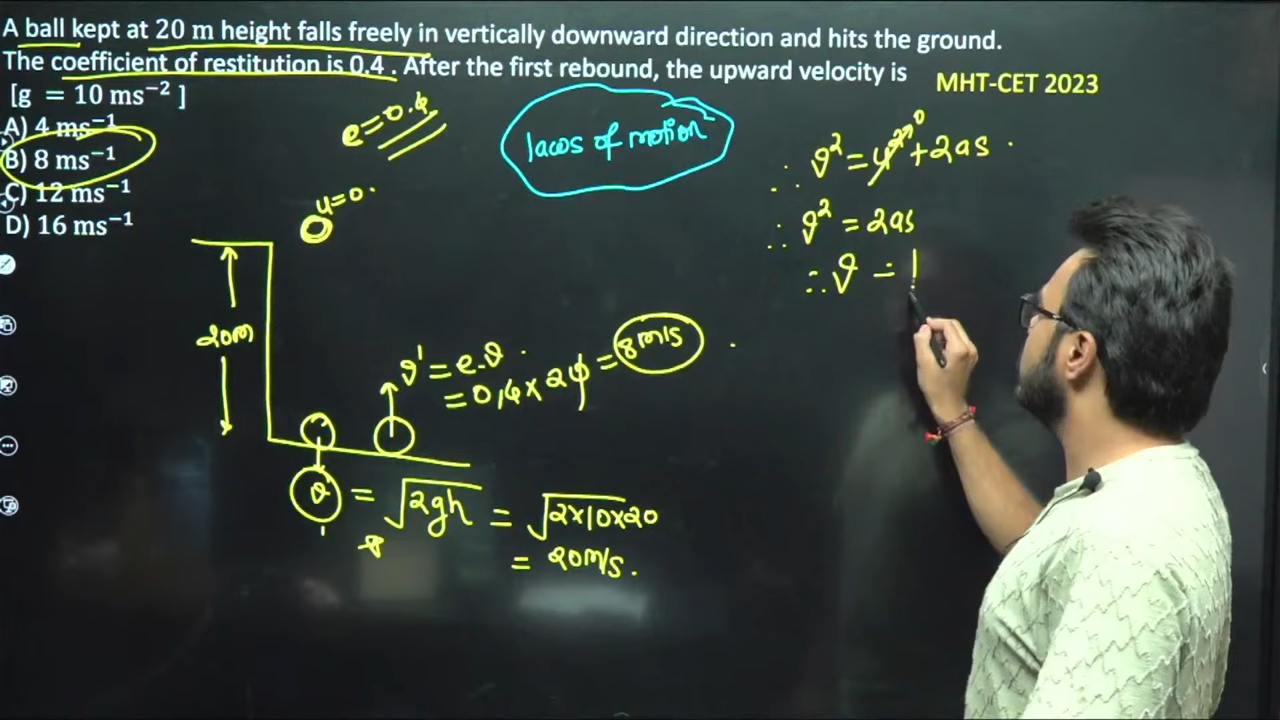 A ball kept at 20 m height falls freely in vertically downward direction and hits the ground.
The coefficient of restitution is 0.4 . After the first rebound, the upward velocity is
MHT-CET 2023
[g = 10 ms⁻² ]
A) 4 ms⁻¹
B) 8 ms⁻¹
C) 12 ms⁻¹
D) 16 ms⁻¹
e=0.4
laws of motion
u=0.
20m
v' = e.v
= 0.4 × 20 = 8m/s
v = √2gh = √2×10×20
= 20m/s.
∴ v² = u²→0 + 2as
∴ v² = 2as
∴ v =